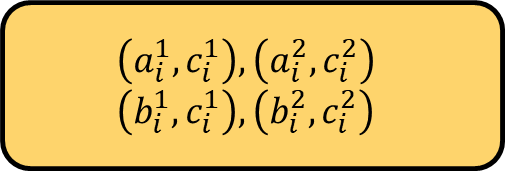 (a_i^1, c_i^1), (a_i^2, c_i^2)
(b_i^1, c_i^1), (b_i^2, c_i^2)